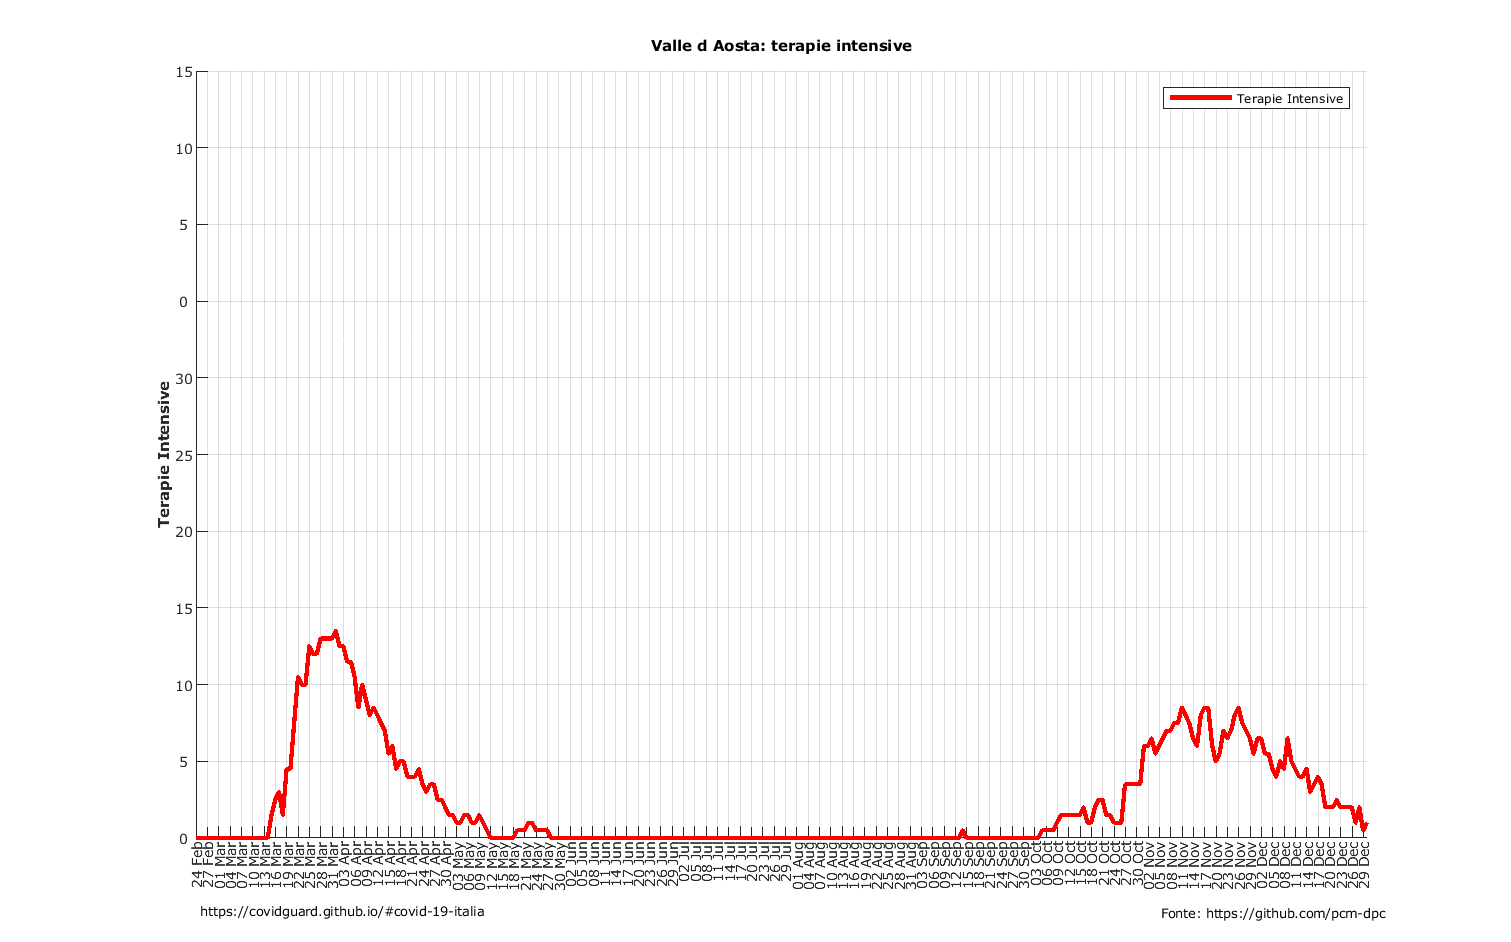 Valle d Aosta: terapie intensive
Terapie Intensive
15
10
5
0
30
25
20
15
10
5
0
Terapie Intensive
24 Feb
27 Feb
01 Mar
04 Mar
07 Mar
10 Mar
13 Mar
16 Mar
19 Mar
22 Mar
25 Mar
28 Mar
31 Mar
03 Apr
06 Apr
09 Apr
12 Apr
15 Apr
18 Apr
21 Apr
24 Apr
27 Apr
30 Apr
03 May
06 May
09 May
12 May
15 May
18 May
21 May
24 May
27 May
30 May
02 Jun
05 Jun
08 Jun
11 Jun
14 Jun
17 Jun
20 Jun
23 Jun
26 Jun
29 Jun
02 Jul
05 Jul
08 Jul
11 Jul
14 Jul
17 Jul
20 Jul
23 Jul
26 Jul
29 Jul
01 Aug
04 Aug
07 Aug
10 Aug
13 Aug
16 Aug
19 Aug
22 Aug
25 Aug
28 Aug
31 Aug
03 Sep
06 Sep
09 Sep
12 Sep
15 Sep
18 Sep
21 Sep
24 Sep
27 Sep
30 Sep
03 Oct
06 Oct
09 Oct
12 Oct
15 Oct
18 Oct
21 Oct
24 Oct
27 Oct
30 Oct
02 Nov
05 Nov
08 Nov
11 Nov
14 Nov
17 Nov
20 Nov
23 Nov
26 Nov
29 Nov
02 Dec
05 Dec
08 Dec
11 Dec
14 Dec
17 Dec
20 Dec
23 Dec
26 Dec
29 Dec
https://covidguard.github.io/#covid-19-italia
Fonte: https://github.com/pcm-dpc